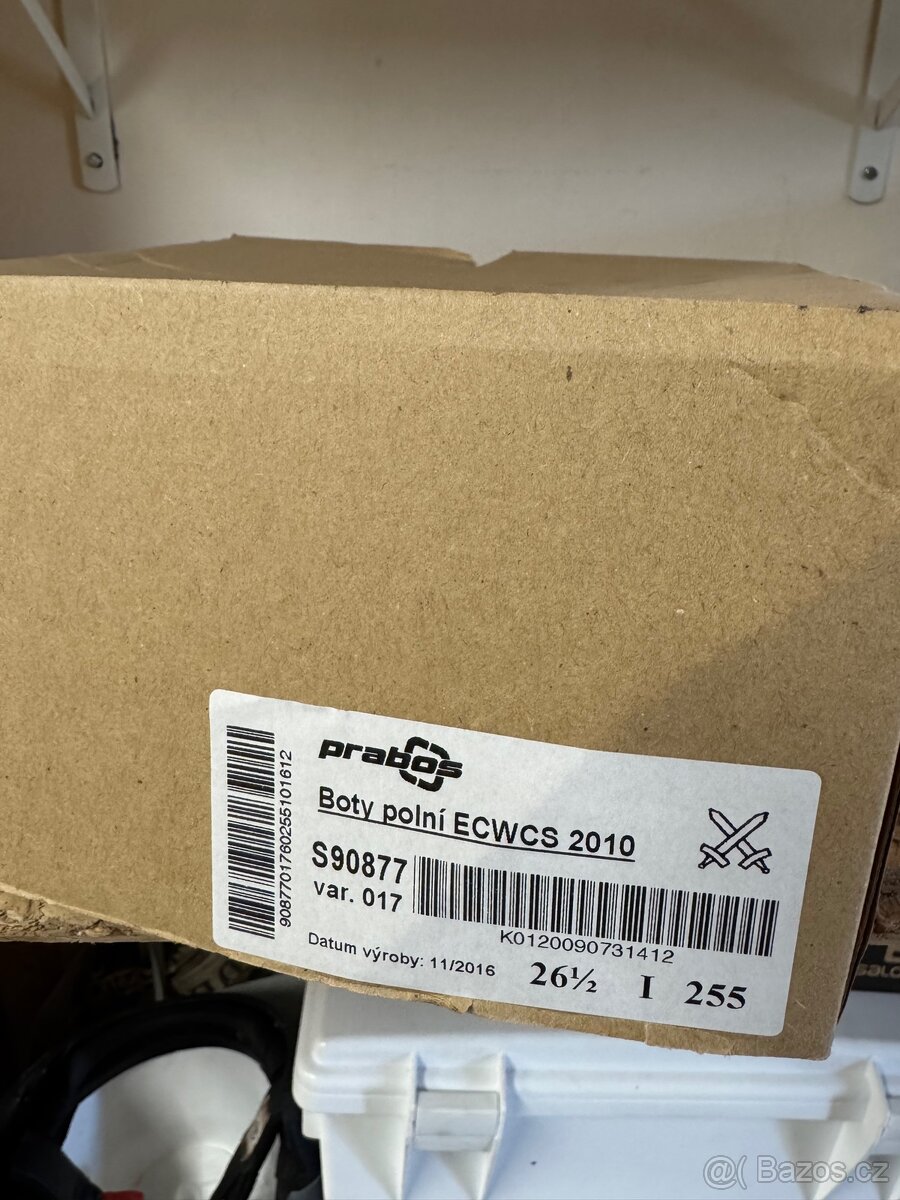 prabos
Boty polní ECWCS 2010
S90877
var. 017
K0120090731412
Datum výroby: 11/2016
26½ I 255
9087701760255101612
@( Bazos.cz